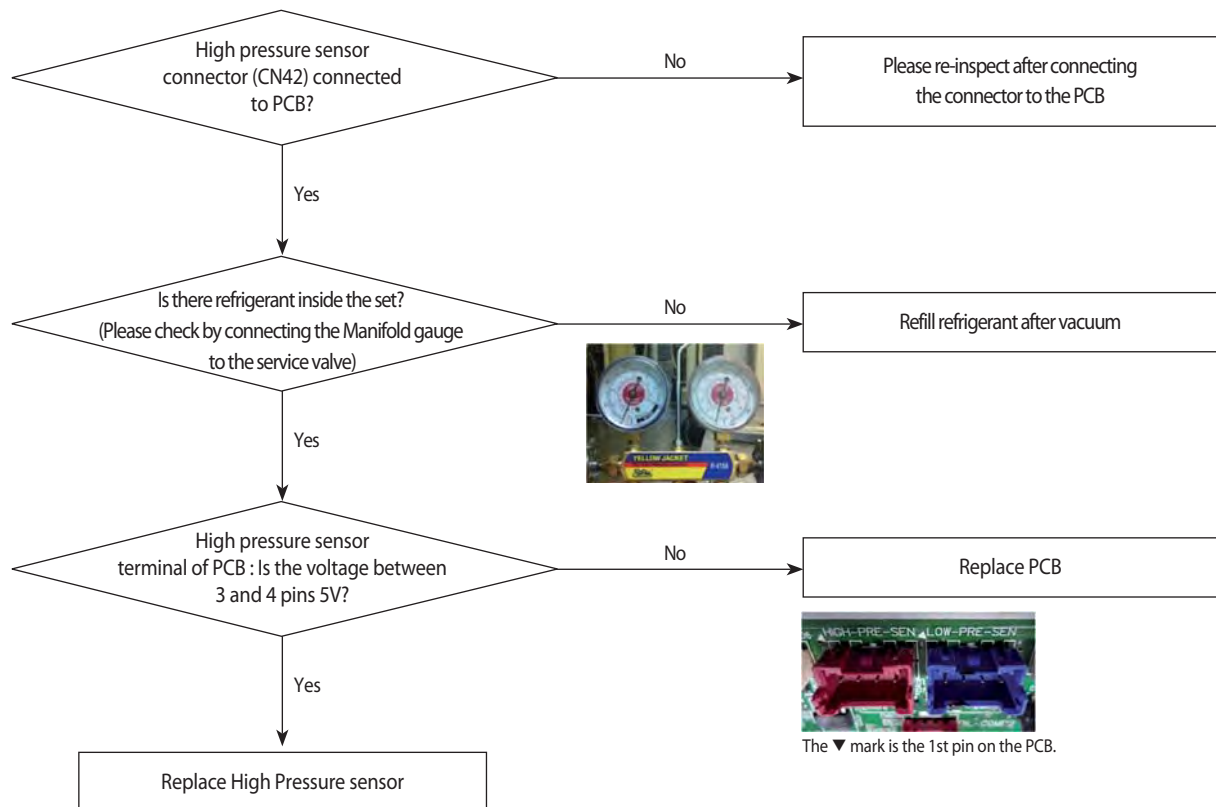 High pressure sensor
connector (CN42) connected
to PCB?
No
Please re-inspect after connecting
the connector to the PCB
Yes
Is there refrigerant inside the set?
(Please check by connecting the Manifold gauge
to the service valve)
No
Refill refrigerant after vacuum
YELLOW JACKET
Yes
High pressure sensor
terminal of PCB : Is the voltage between
3 and 4 pins 5V?
No
Replace PCB
HIGH-PRE-SEN LOW-PRE-SEN
The ▼ mark is the 1st pin on the PCB.
Yes
Replace High Pressure sensor